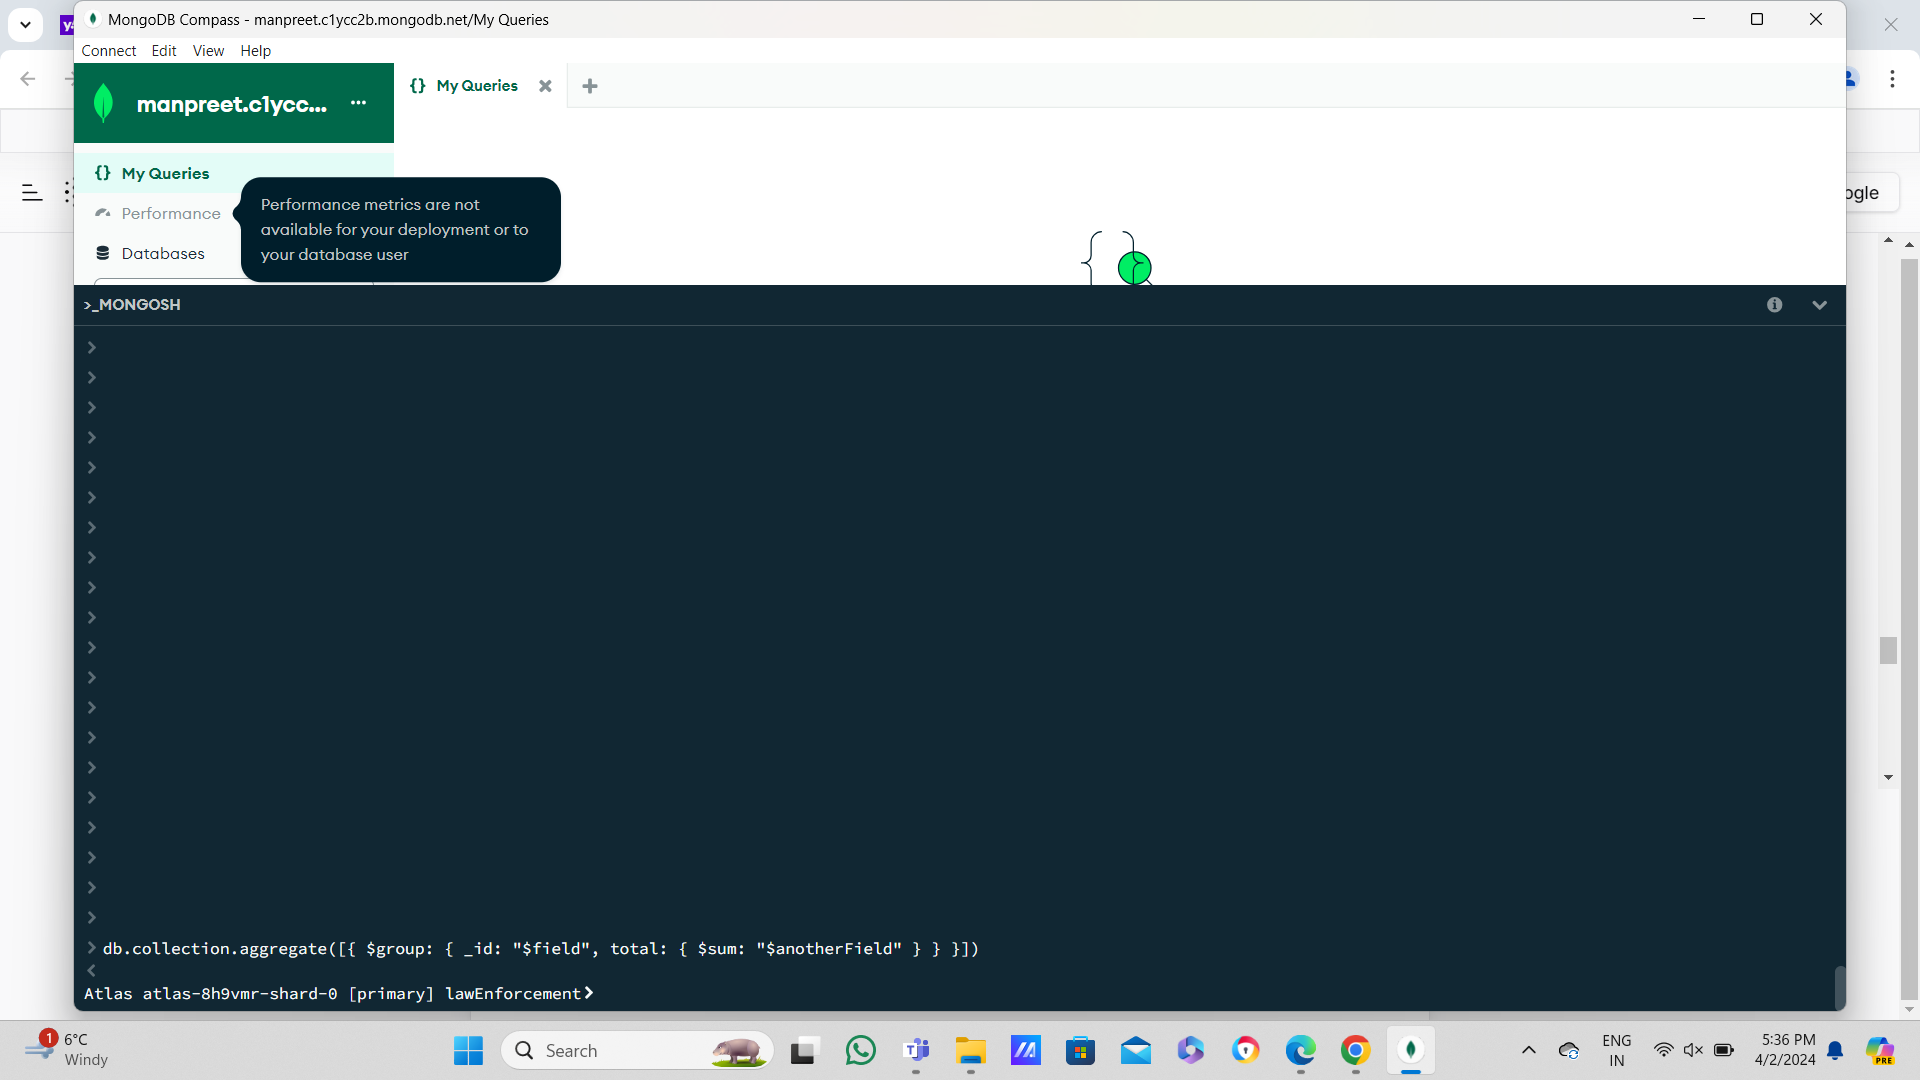 MongoDB Compass - manpreet.c1ycc2b.mongodb.net/My Queries
Connect Edit View Help
manpreet.c1ycc... ...
{} My Queries
{} My Queries
Performance
Performance metrics are not
available for your deployment or to
your database user
Databases
ogle
>_MONGOSH
db.collection.aggregate([{ $group: { _id: "$field", total: { $sum: "$anotherField" } } }])
Atlas atlas-8h9vmr-shard-0 [primary] lawEnforcement>
1
6°C
Windy
Search
ENG
IN
5:36 PM
4/2/2024
PRE